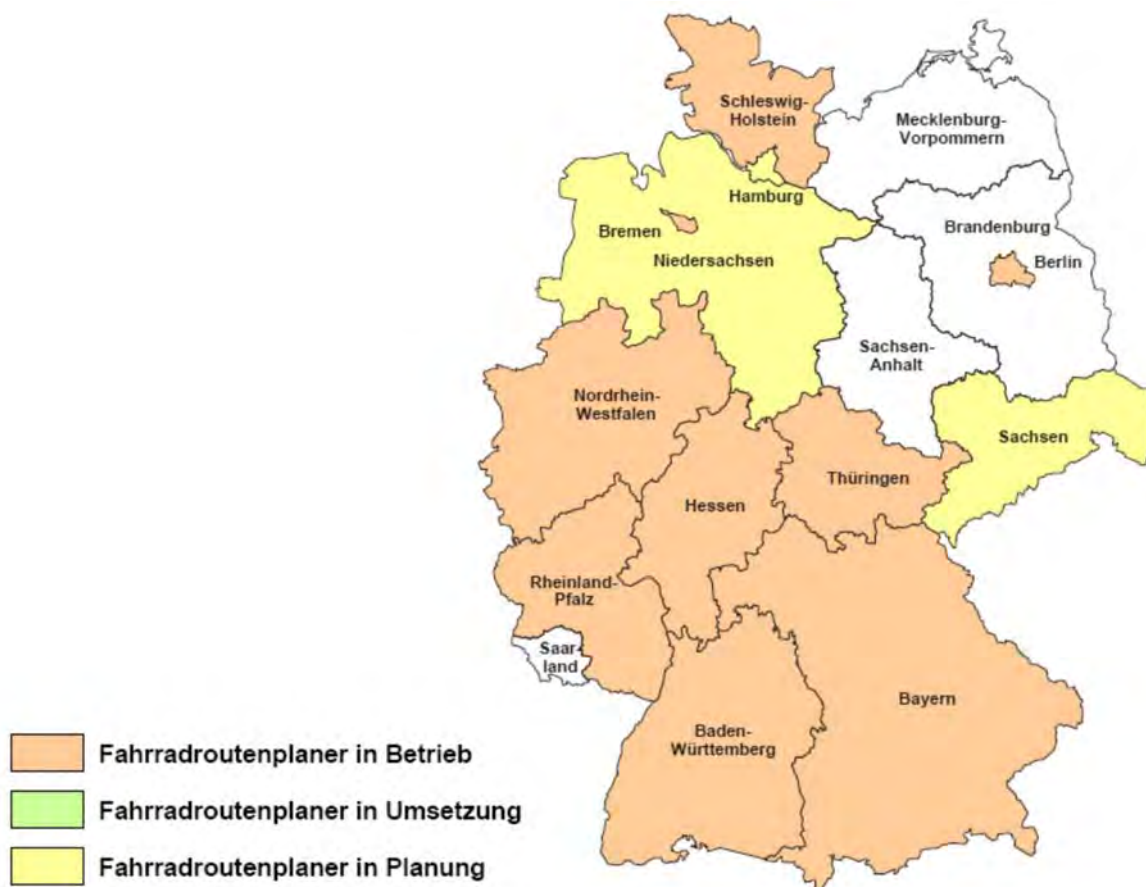 Schleswig-
Holstein
Mecklenburg-
Vorpommern
Hamburg
Bremen
Niedersachsen
Brandenburg
Berlin
Sachsen-
Anhalt
Nordrhein-
Westfalen
Sachsen
Thüringen
Hessen
Rheinland-
Pfalz
Saar-
land
Bayern
Baden-
Württemberg
Fahrradroutenplaner in Betrieb
Fahrradroutenplaner in Umsetzung
Fahrradroutenplaner in Planung